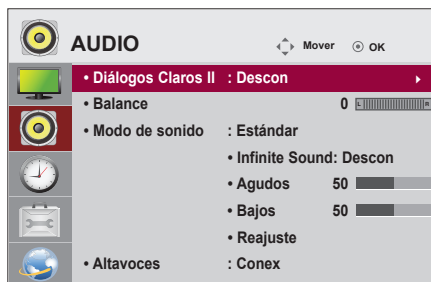 AUDIO
Mover
OK
• Diálogos Claros II : Descon
• Balance 0 L
• Modo de sonido : Estándar
• Infinite Sound: Descon
• Agudos 50
• Bajos 50
• Reajuste
• Altavoces : Conex